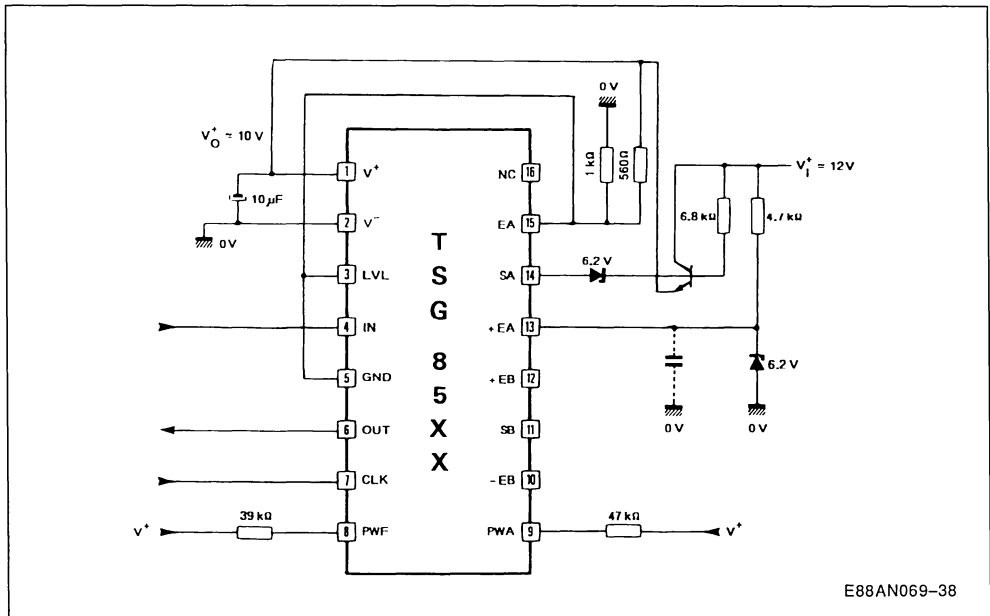 0 V
V⁺O ≃ 10 V
1 kΩ
560 Ω
V⁺I ≃ 12 V
1 V⁺
NC 16
10 µF
6.8 kΩ
4.7 kΩ
2 V⁻
EA 15
0 V
T
S
G
8
5
X
X
6.2 V
3 LVL
SA 14
4 IN
+EA 13
5 GND
+EB 12
6.2 V
6 OUT
SB 11
0 V
0 V
7 CLK
-EB 10
39 kΩ
47 kΩ
V⁺
8 PWF
PWA 9
V⁺
E88AN069-38